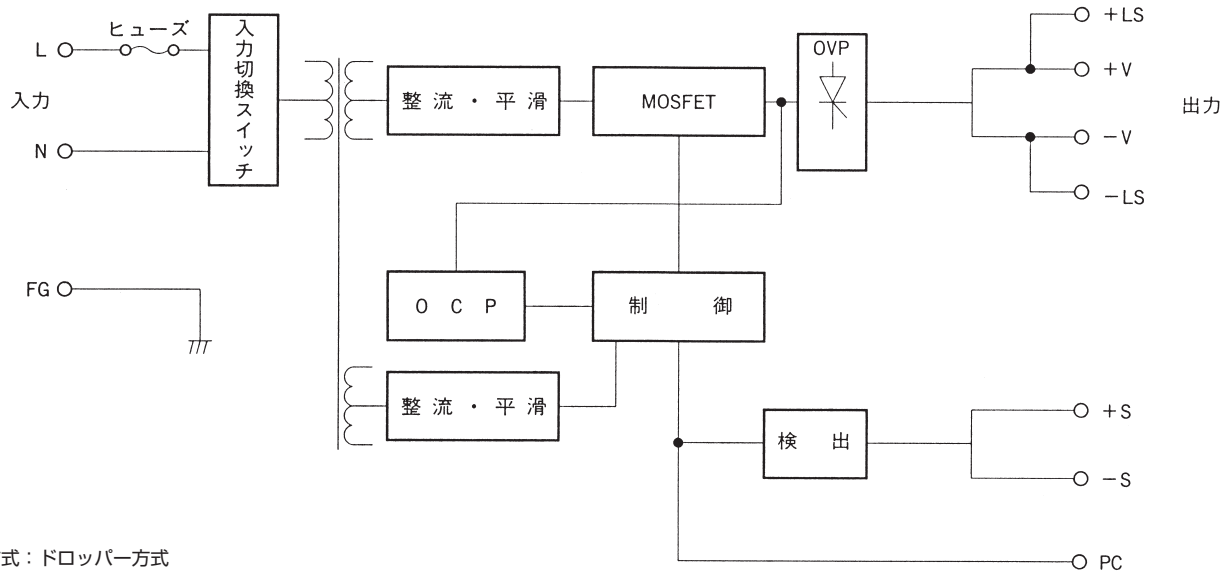 ヒューズ
L
入力
N
入力切換スイッチ
整流・平滑
MOSFET
OVP
+LS
+V
出力
−V
−LS
FG
OCP
制御
整流・平滑
検出
+S
−S
PC
式：ドロッパー方式